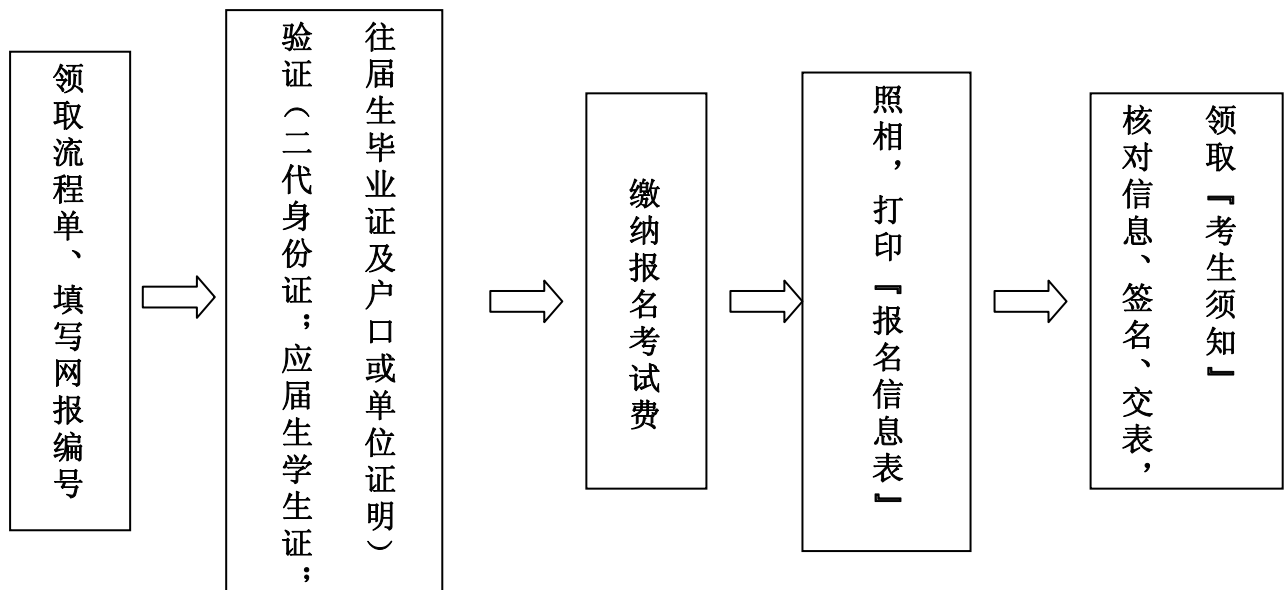 领取流程单、填写网报编号
验证（二代身份证；应届生学生证；
往届生毕业证及户口或单位证明）
缴纳报名考试费
照相，打印『报名信息表』
核对信息、签名、交表，
领取『考生须知』